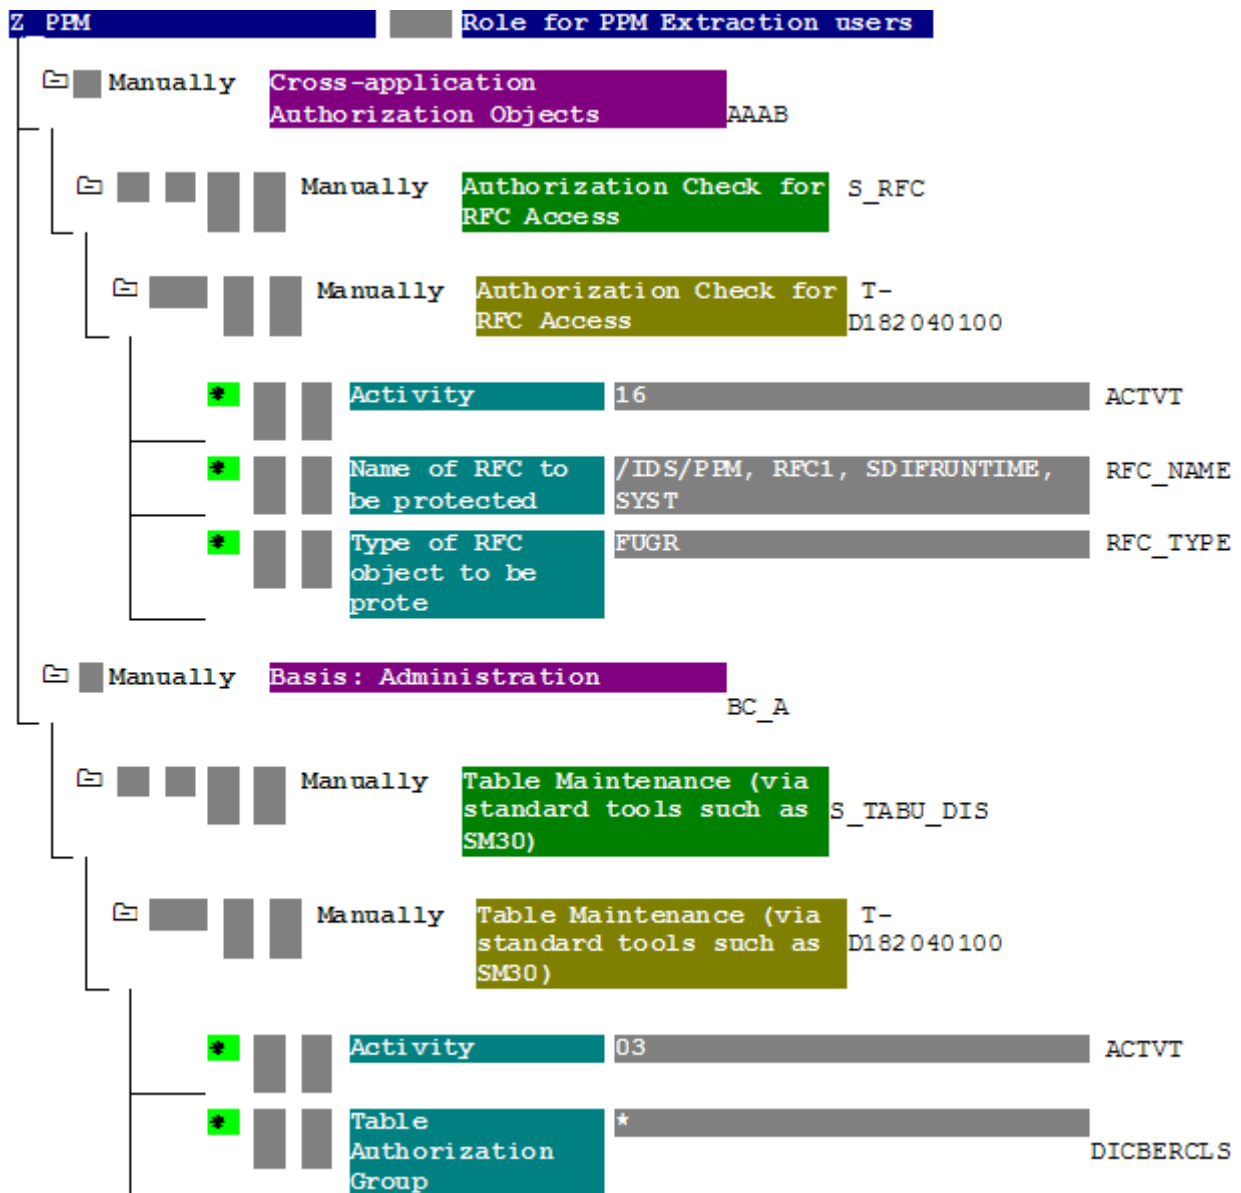 Z_PPM Role for PPM Extraction users
Manually Cross-application
Authorization Objects AAAB
Manually Authorization Check for S_RFC
RFC Access
Manually Authorization Check for T-
RFC Access D182040100
* Activity 16 ACTVT
* Name of RFC to /IDS/PPM, RFC1, SDIFRUNTIME, RFC_NAME
be protected SYST
* Type of RFC FUGR RFC_TYPE
object to be
prote
Manually Basis: Administration
BC_A
Manually Table Maintenance (via
standard tools such as S_TABU_DIS
SM30)
Manually Table Maintenance (via T-
standard tools such as D182040100
SM30)
* Activity 03 ACTVT
* Table *
Authorization DICBERCLS
Group